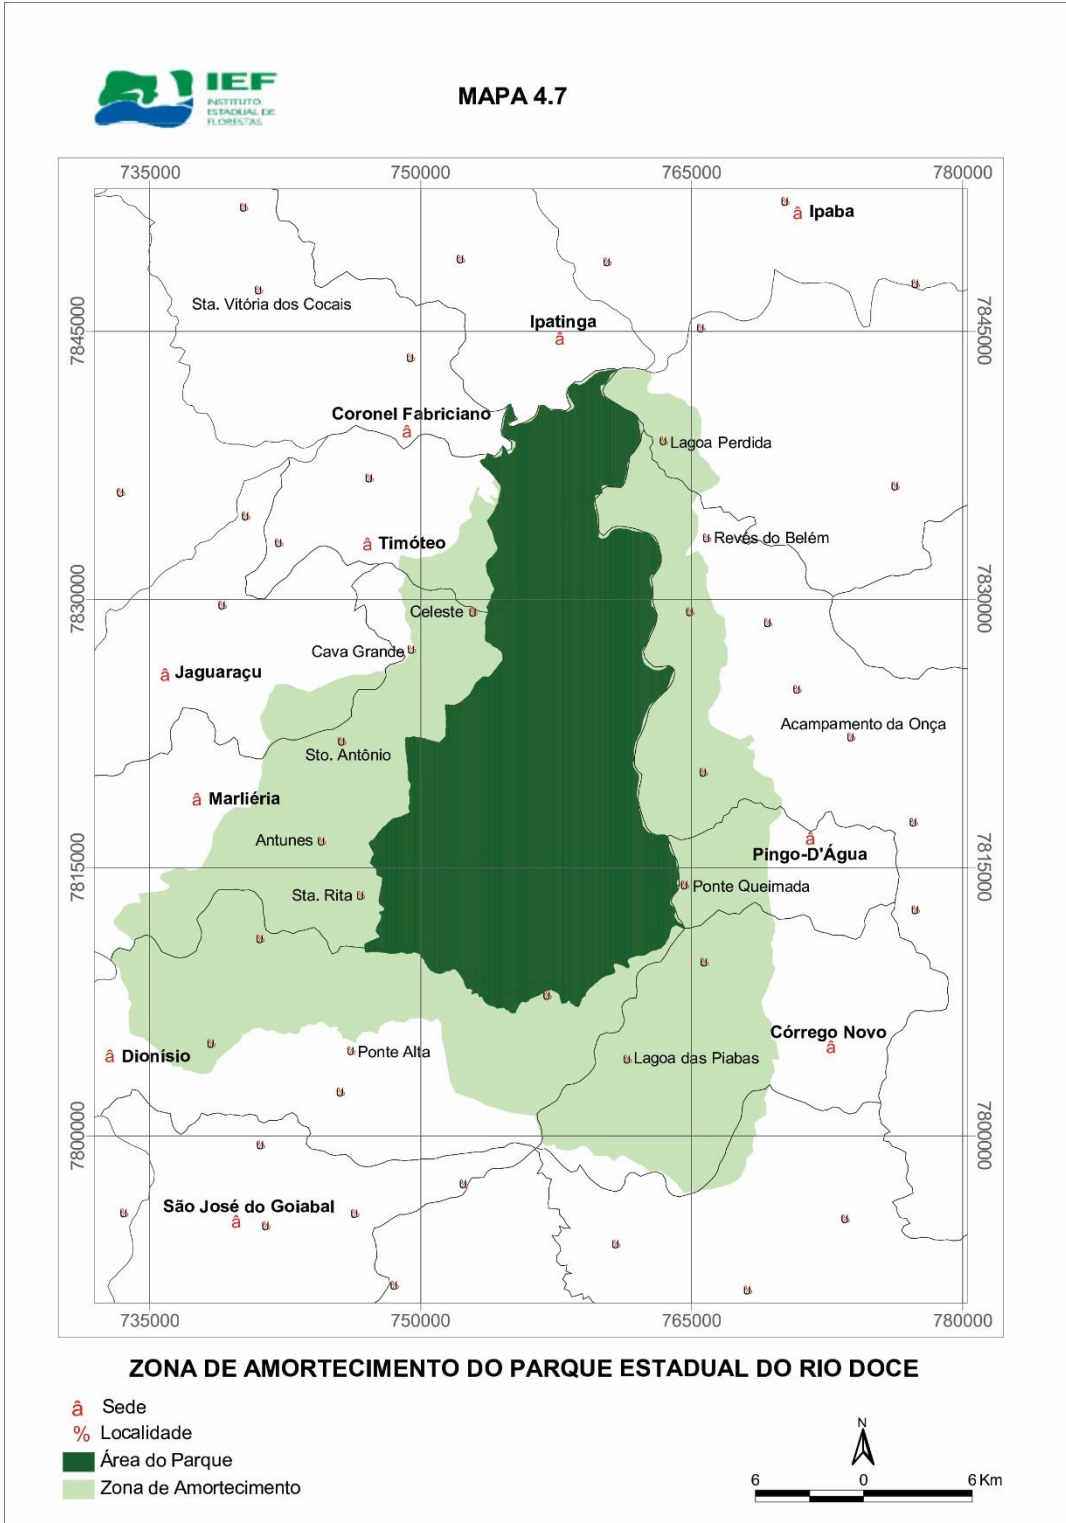 IEF
INSTITUTO
ESTADUAL DE
FLORESTAS
MAPA 4.7
735000 750000 765000 780000
Ipaba
Sta. Vitória dos Cocais
Ipatinga
7845000 7845000
Coronel Fabriciano
Lagoa Perdida
Revés do Belém
Timóteo
7830000 7830000
Celeste
Cava Grande
Jaguaraçu
Acampamento da Onça
Sto. Antônio
Marliéria
Antunes
Pingo-D'Água
7815000 7815000
Ponte Queimada
Sta. Rita
Córrego Novo
Dionísio
Ponte Alta
Lagoa das Piabas
7800000 7800000
São José do Goiabal
735000 750000 765000 780000
ZONA DE AMORTECIMENTO DO PARQUE ESTADUAL DO RIO DOCE
â Sede
% Localidade
Área do Parque
Zona de Amortecimento
N
6 0 6 Km